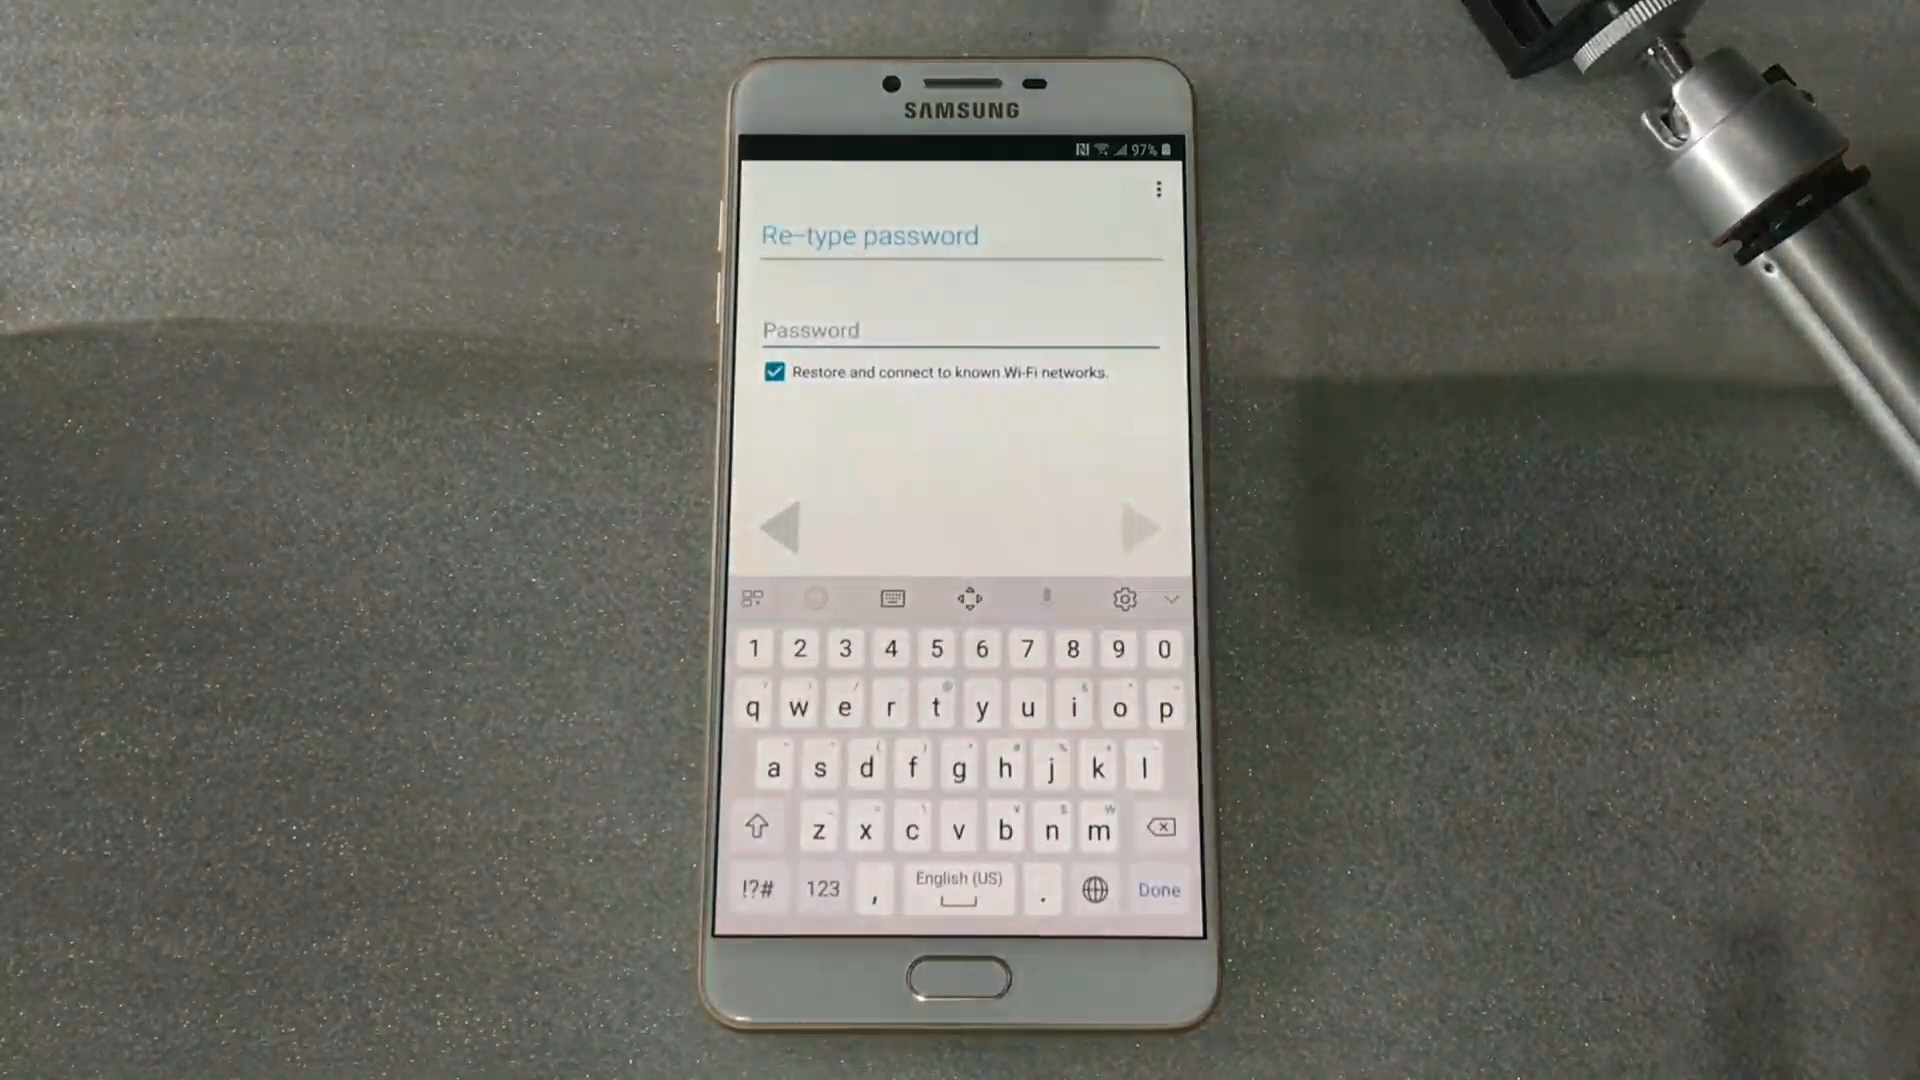 SAMSUNG
97%
Re-type password
Password
Restore and connect to known Wi-Fi networks.
1 2 3 4 5 6 7 8 9 0
q w e r t y u i o p
a s d f g h j k l
z x c v b n m
!?# 123 , English (US) . Done